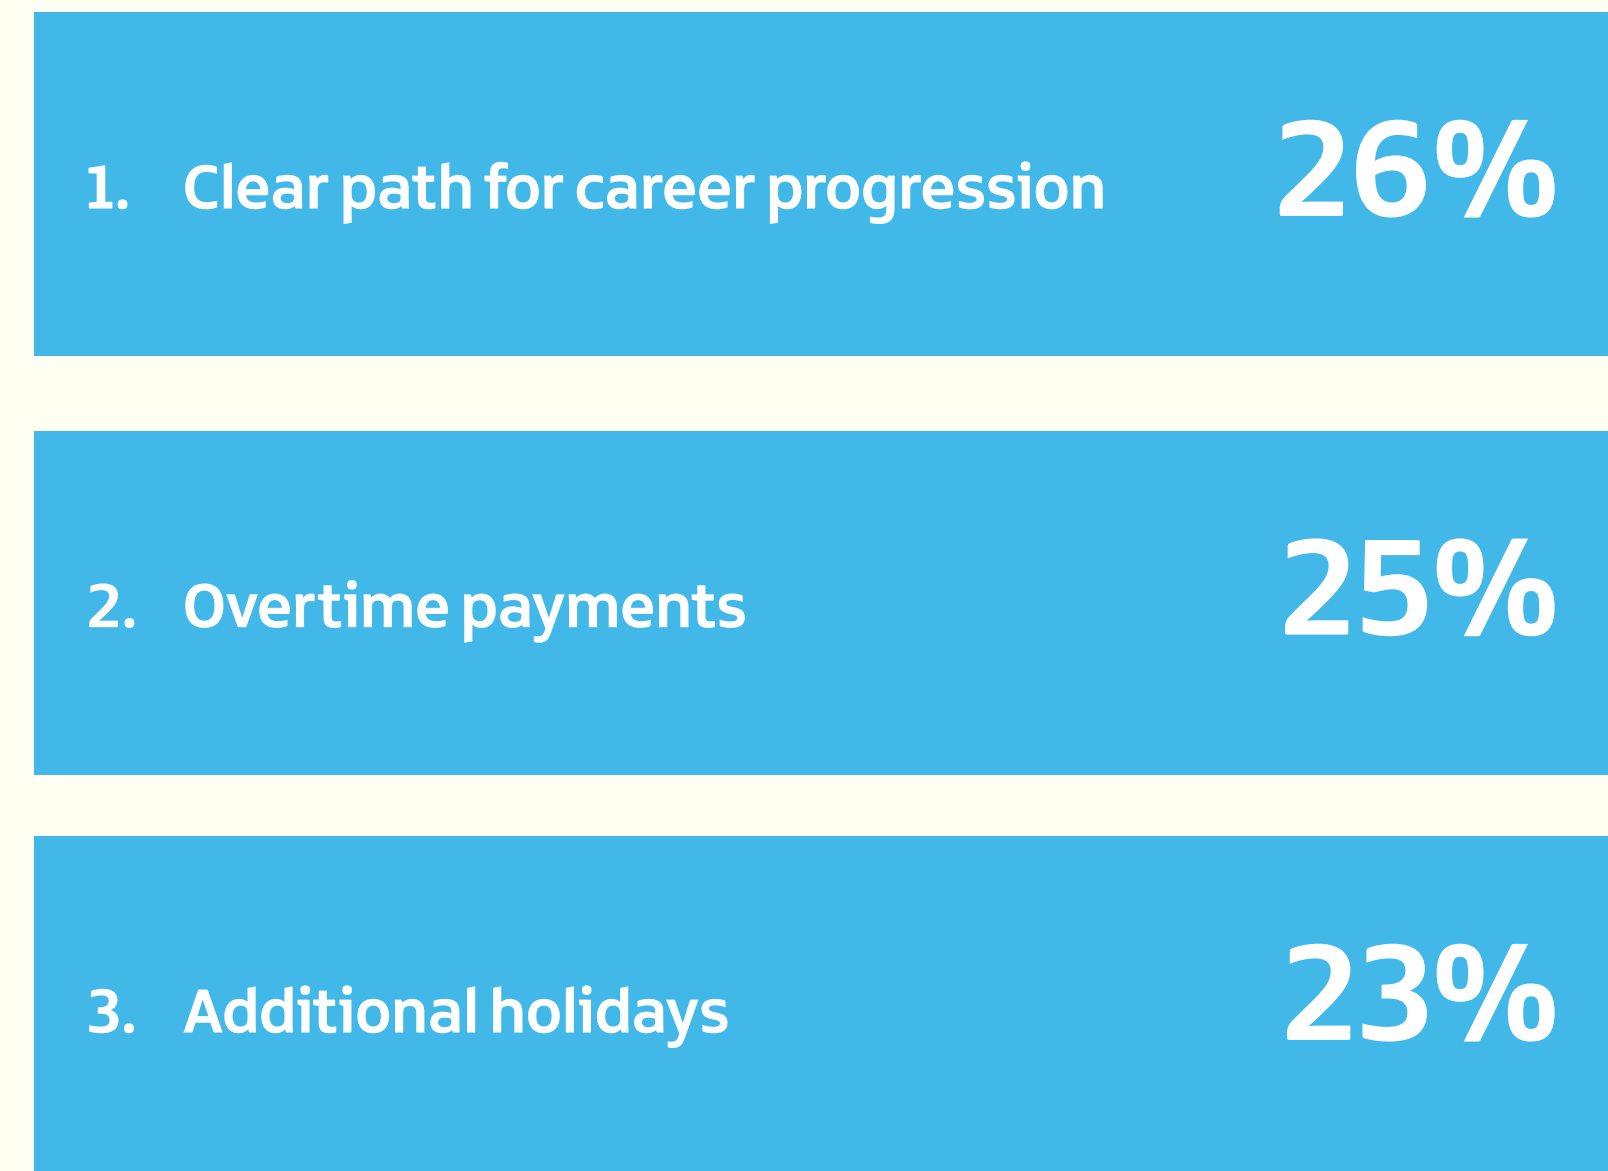 1. Clear path for career progression 26%
2. Overtime payments 25%
3. Additional holidays 23%